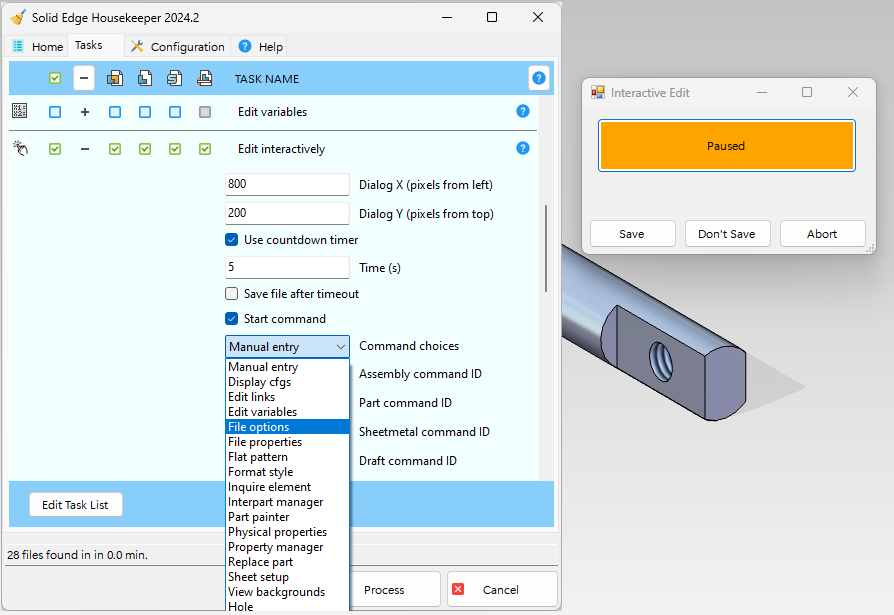 Solid Edge Housekeeper 2024.2
Home Tasks Configuration Help
TASK NAME
Edit variables
Edit interactively
800 Dialog X (pixels from left)
200 Dialog Y (pixels from top)
Use countdown timer
5 Time (s)
Save file after timeout
Start command
Manual entry Command choices
Manual entry
Display cfgs
Edit links
Edit variables
File options
File properties
Flat pattern
Format style
Inquire element
Interpart manager
Part painter
Physical properties
Property manager
Replace part
Sheet setup
View backgrounds
Hole
Assembly command ID
Part command ID
Sheetmetal command ID
Draft command ID
Edit Task List
28 files found in in 0.0 min.
Process Cancel
Interactive Edit
Paused
Save Don't Save Abort